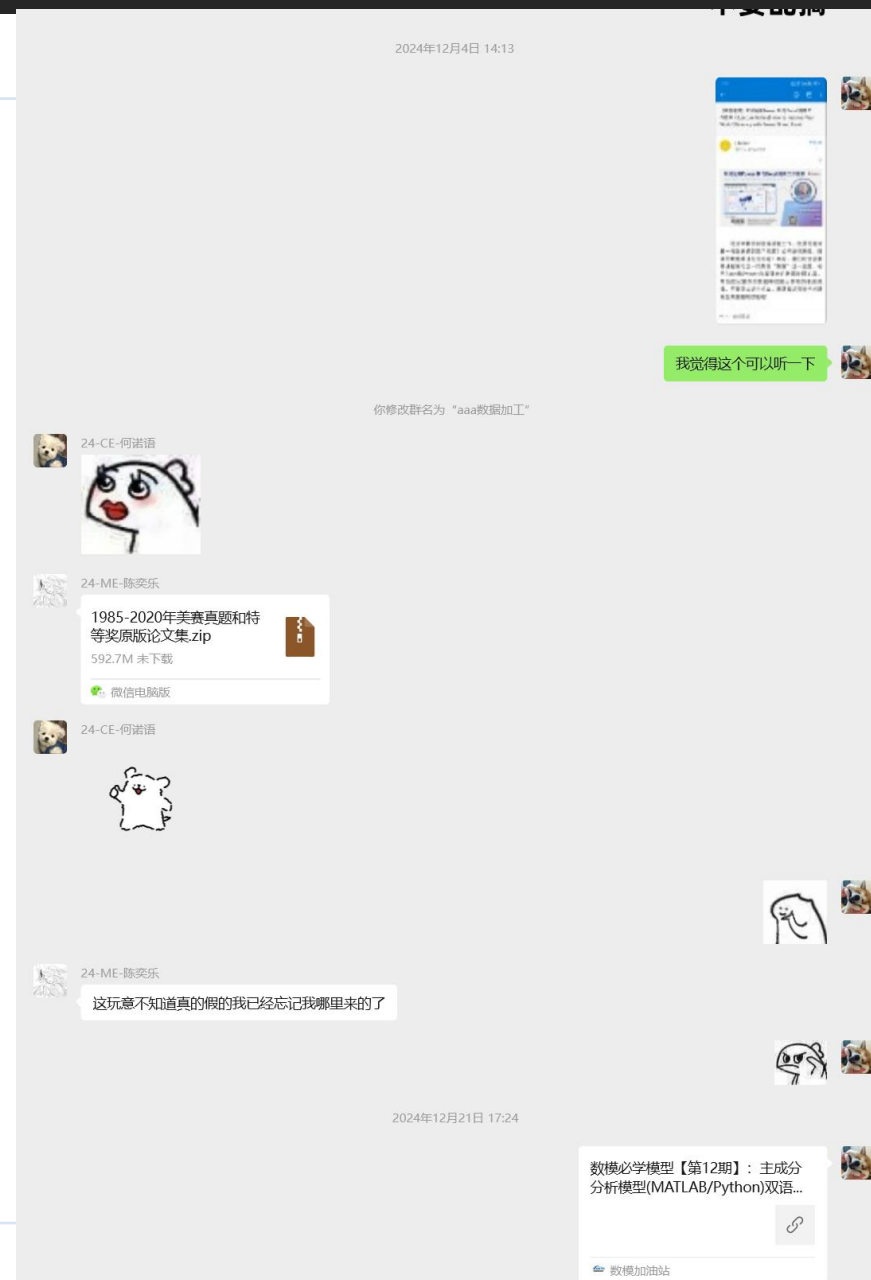 2024年12月4日 14:13
我觉得这个可以听一下
你修改群名为“aaa数据加工”
24-CE-何诺语
24-ME-陈奕乐
1985-2020年美赛真题和特
等奖原版论文集.zip
592.7M 未下载
微信电脑版
24-CE-何诺语
24-ME-陈奕乐
这玩意不知道真的假的我已经忘记我哪里来的了
2024年12月21日 17:24
数模必学模型【第12期】：主成分
分析模型(MATLAB/Python)双语...
数模加油站